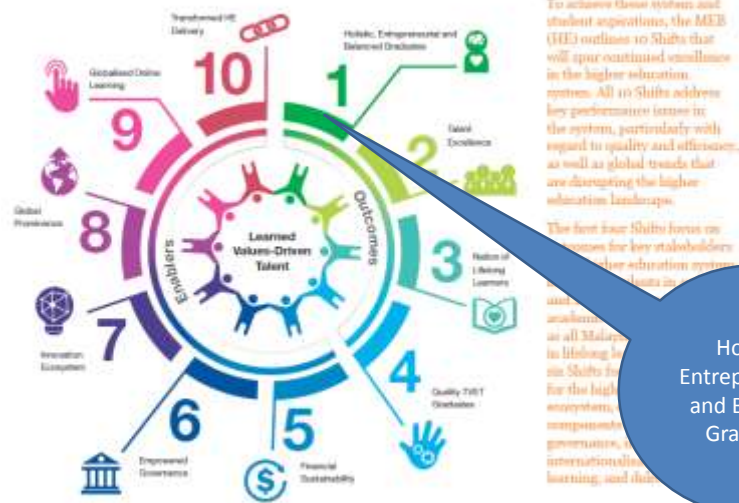 Transformed HE
Delivery
10
1
Holistic, Entrepreneurial and
Balanced Graduates
Globalised Online
Learning
9
2
Talent
Excellence
Global
Prominence
8
Learned
Values-Driven
Talent
Enablers
Outcomes
3
Nation of
Lifelong
Learners
7
Innovation
Ecosystem
4
Quality TVET
Graduates
6
Empowered
Governance
5
Financial
Sustainability
To achieve these system and
student aspirations, the MEB
(HE) outlines 10 Shifts that
will spur continued excellence
in the higher education
system. All 10 Shifts address
key performance issues in
the system, particularly with
regard to quality and efficiency,
as well as global trends that
are disrupting the higher
education landscape.
The first four Shifts focus on
for key stakeholders
education system
in
and
academic
as all
in lifelong
six Shifts
for the
ecosystem,
components
governance,
learning, and
Ho
Entrep
and B
Gra